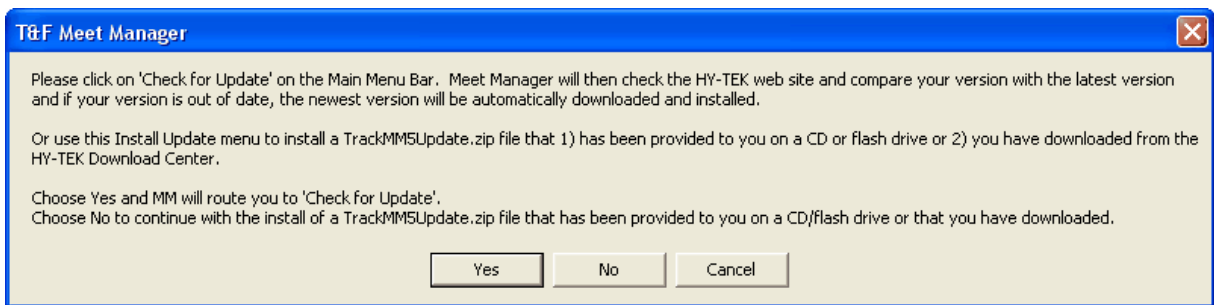 T&F Meet Manager
Please click on 'Check for Update' on the Main Menu Bar.  Meet Manager will then check the HY-TEK web site and compare your version with the latest version
and if your version is out of date, the newest version will be automatically downloaded and installed.
Or use this Install Update menu to install a TrackMM5Update.zip file that 1) has been provided to you on a CD or flash drive or 2) you have downloaded from the
HY-TEK Download Center.
Choose Yes and MM will route you to 'Check for Update'.
Choose No to continue with the install of a TrackMM5Update.zip file that has been provided to you on a CD/flash drive or that you have downloaded.
Yes No Cancel